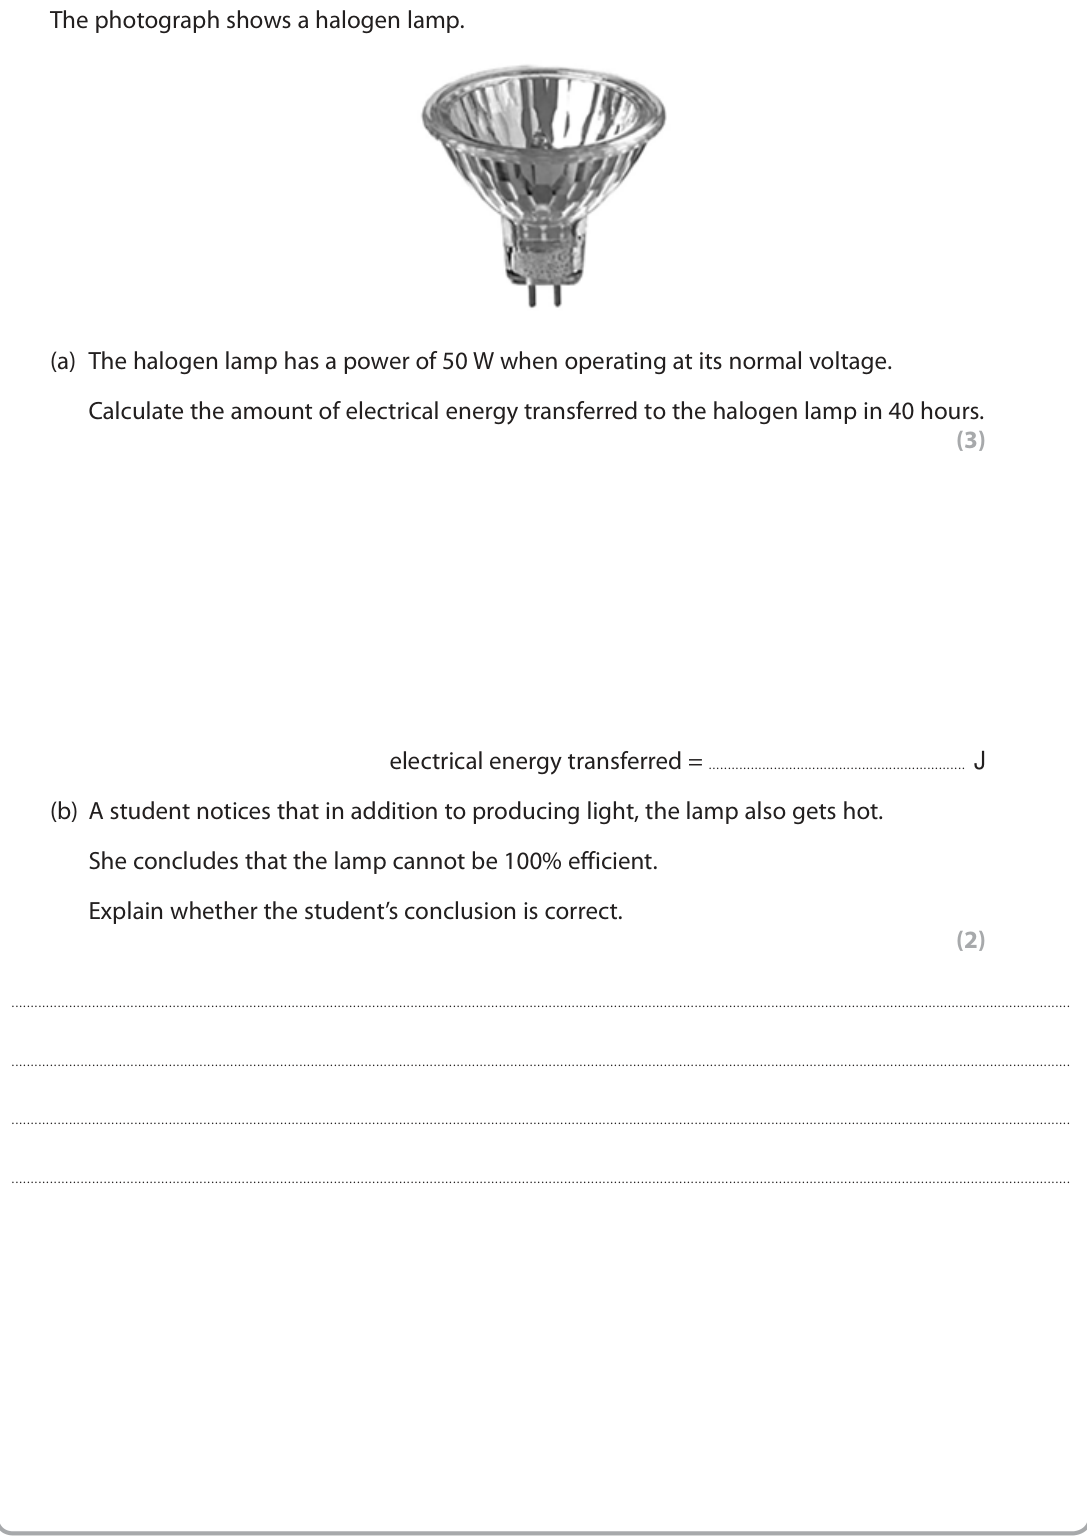 The photograph shows a halogen lamp.
(a) The halogen lamp has a power of 50 W when operating at its normal voltage.
Calculate the amount of electrical energy transferred to the halogen lamp in 40 hours.
(3)
electrical energy transferred = ............................................................ J
(b) A student notices that in addition to producing light, the lamp also gets hot.
She concludes that the lamp cannot be 100% efficient.
Explain whether the student’s conclusion is correct.
(2)